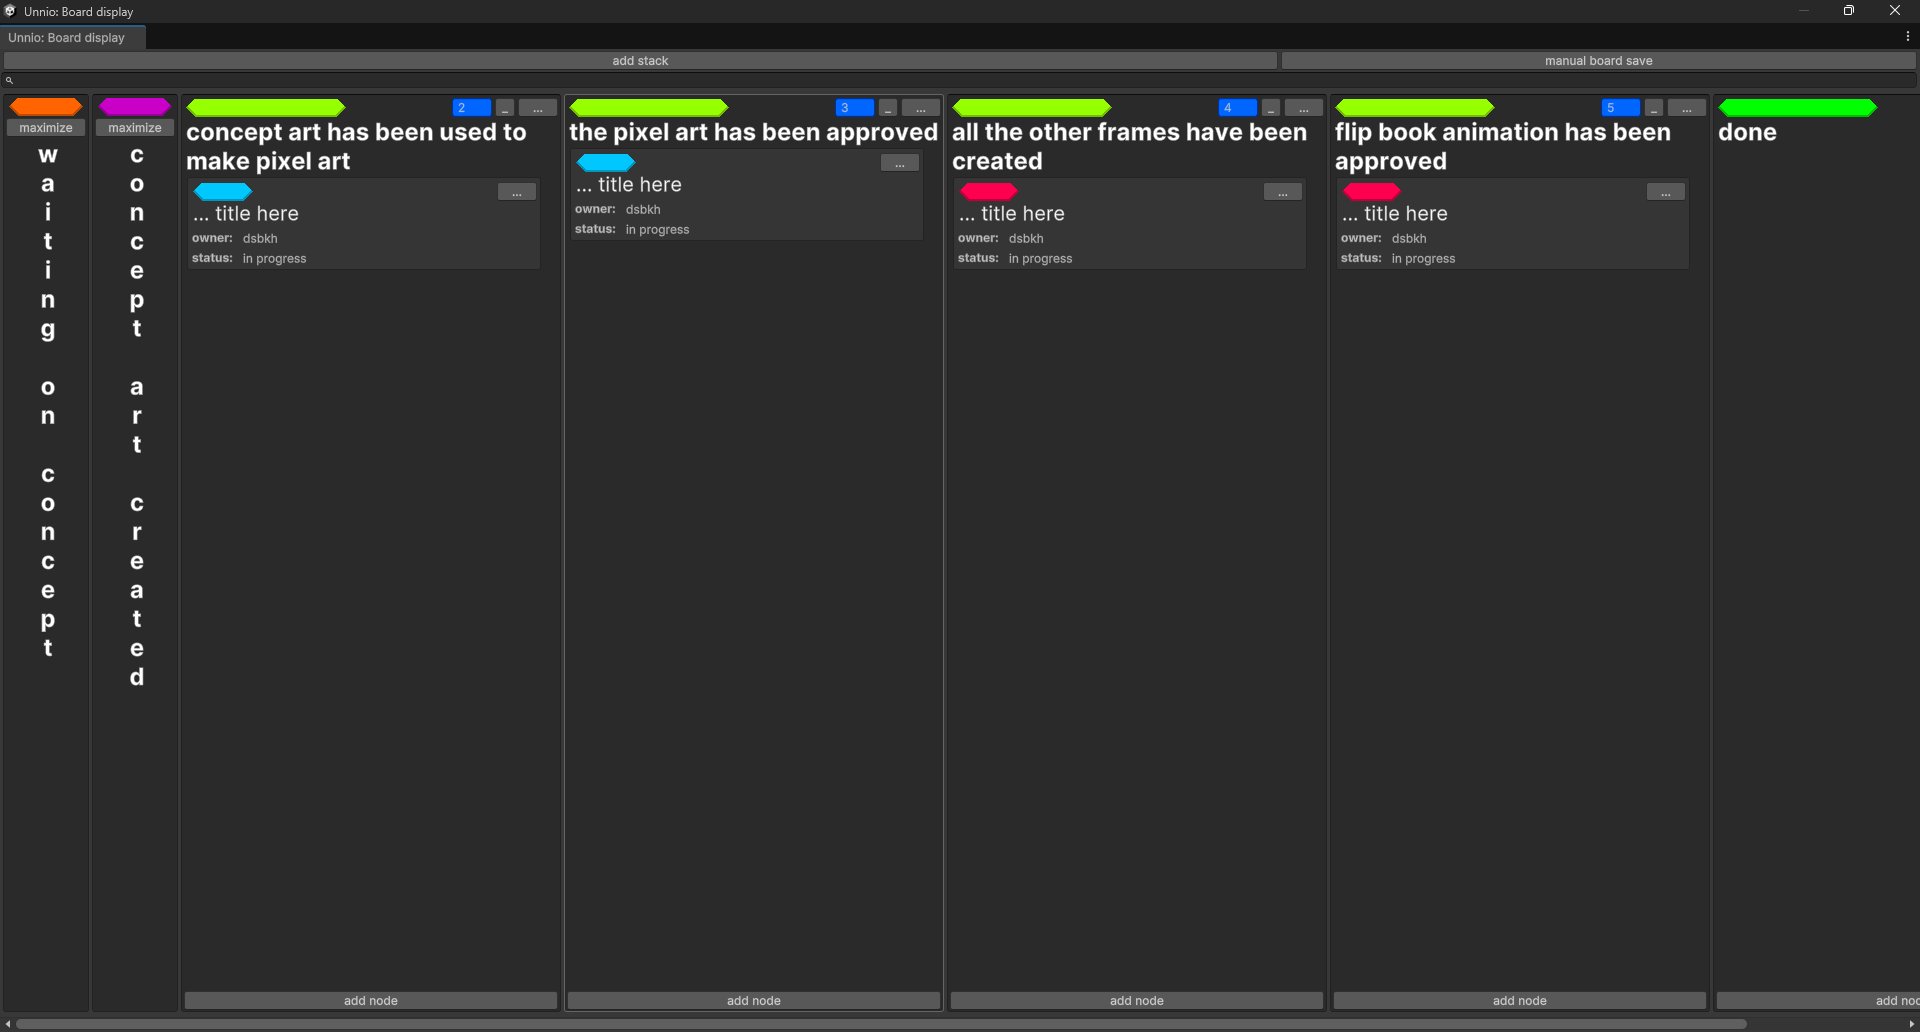 Unnio: Board display
Unnio: Board display
add stack
manual board save
maximize
waiting on concept
maximize
concept art created
2
_
...
concept art has been used to
make pixel art
...
... title here
owner: dsbkh
status: in progress
add node
3
_
...
the pixel art has been approved
...
... title here
owner: dsbkh
status: in progress
add node
4
_
...
all the other frames have been
created
...
... title here
owner: dsbkh
status: in progress
add node
5
_
...
flip book animation has been
approved
...
... title here
owner: dsbkh
status: in progress
add node
done
add no